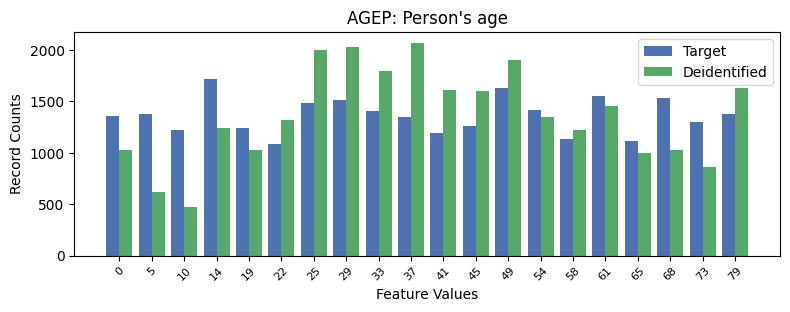 AGEP: Person's age
Record Counts
2000
1500
1000
500
0
Target
Deidentified
0 5 10 14 19 22 25 29 33 37 41 45 49 54 58 61 65 68 73 79
Feature Values